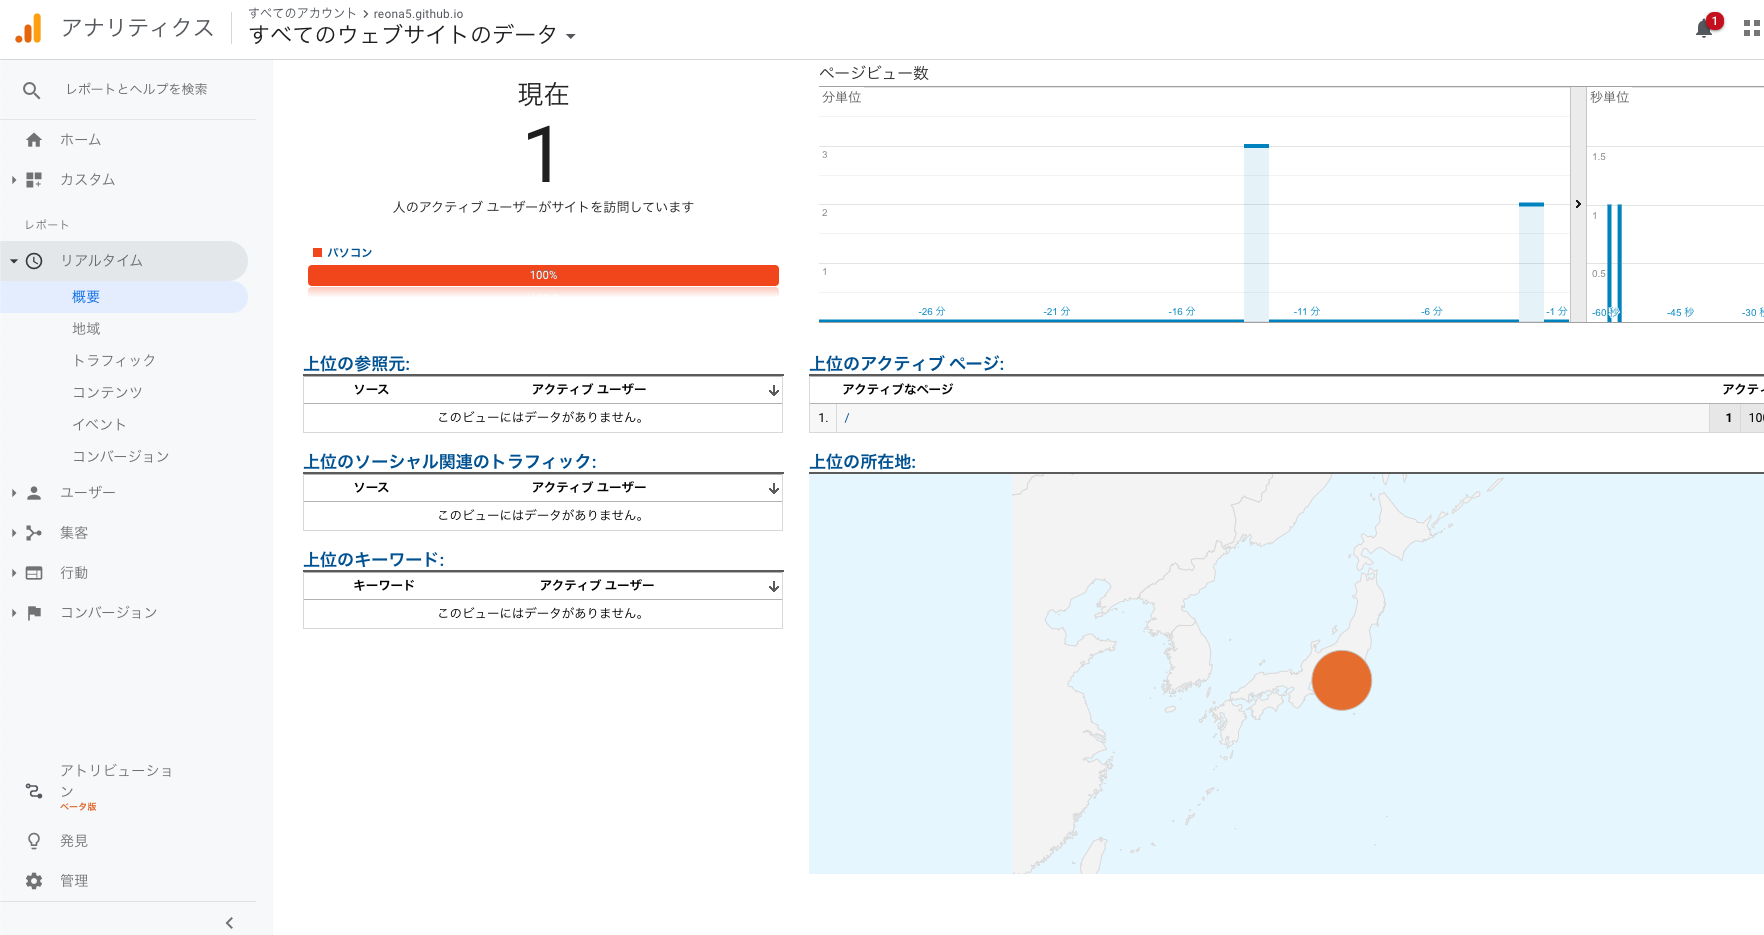 アナリティクス
すべてのアカウント > reona5.github.io
すべてのウェブサイトのデータ
1
レポートとヘルプを検索
ホーム
カスタム
レポート
リアルタイム
概要
地域
トラフィック
コンテンツ
イベント
コンバージョン
ユーザー
集客
行動
コンバージョン
アトリビューショ
ン
ベータ版
発見
管理
現在
1
人のアクティブ ユーザーがサイトを訪問しています
パソコン
100%
ページビュー数
分単位
3
2
1
-26 分
-21 分
-16 分
-11 分
-6 分
-1 分
秒単位
1.5
1
0.5
-60 秒
-45 秒
-30 秒
上位の参照元:
ソース アクティブ ユーザー
このビューにはデータがありません。
上位のソーシャル関連のトラフィック:
ソース アクティブ ユーザー
このビューにはデータがありません。
上位のキーワード:
キーワード アクティブ ユーザー
このビューにはデータがありません。
上位のアクティブ ページ:
アクティブなページ アクティ
1. / 1 100
上位の所在地: